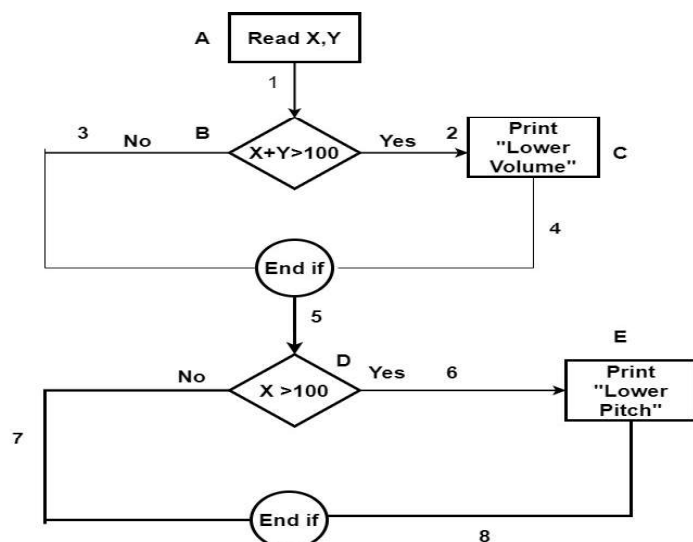 A
Read X,Y
1
3
No
B
X+Y>100
Yes
2
Print
"Lower
Volume"
C
4
End if
5
E
D
No
X >100
Yes
6
Print
"Lower
Pitch"
7
End if
8